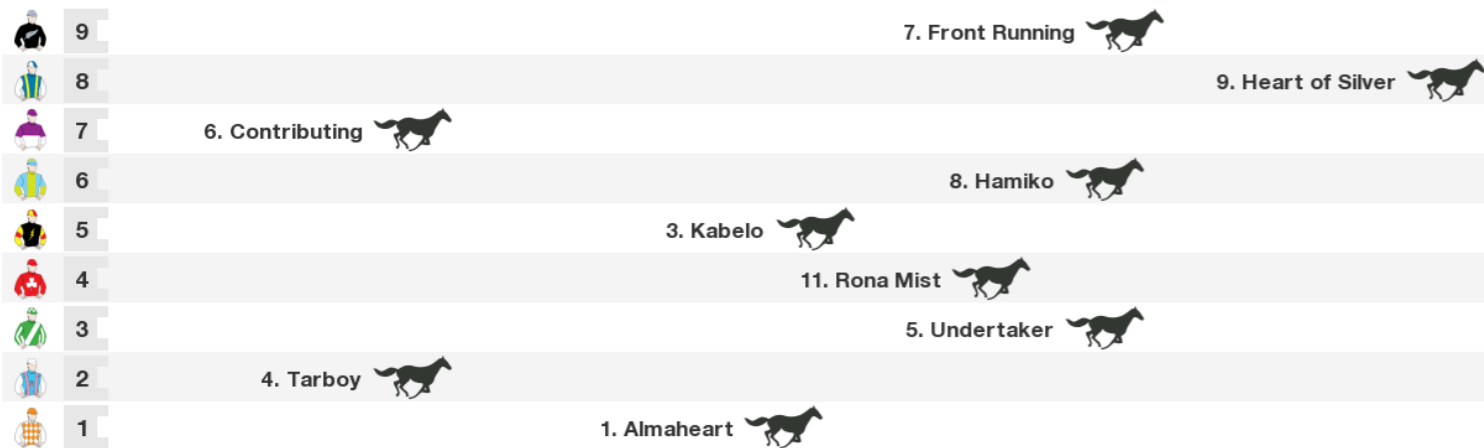 9 7. Front Running
8 9. Heart of Silver
7 6. Contributing
6 8. Hamiko
5 3. Kabelo
4 11. Rona Mist
3 5. Undertaker
2 4. Tarboy
1 1. Almaheart